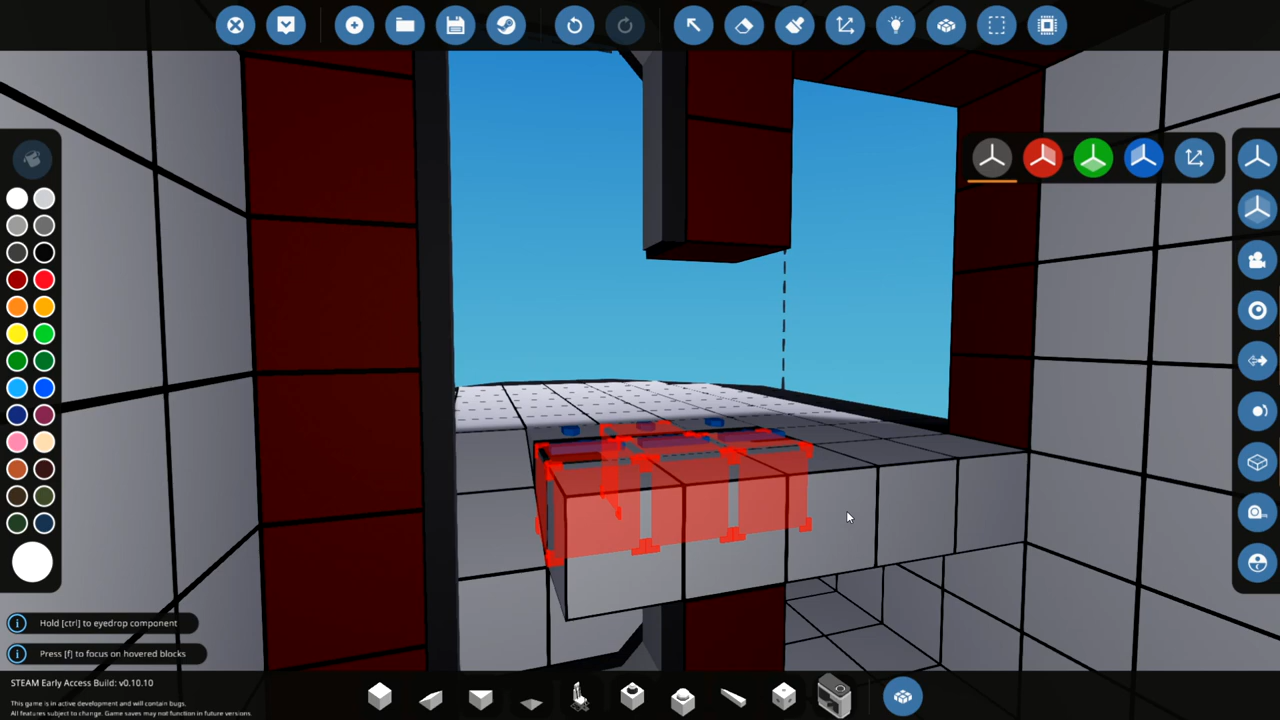 Hold [ctrl] to eyedrop component
Press [f] to focus on hovered blocks
STEAM Early Access Build: v0.10.10
This game is in active development and will contain bugs.
All features subject to change. Game saves may not function in future versions